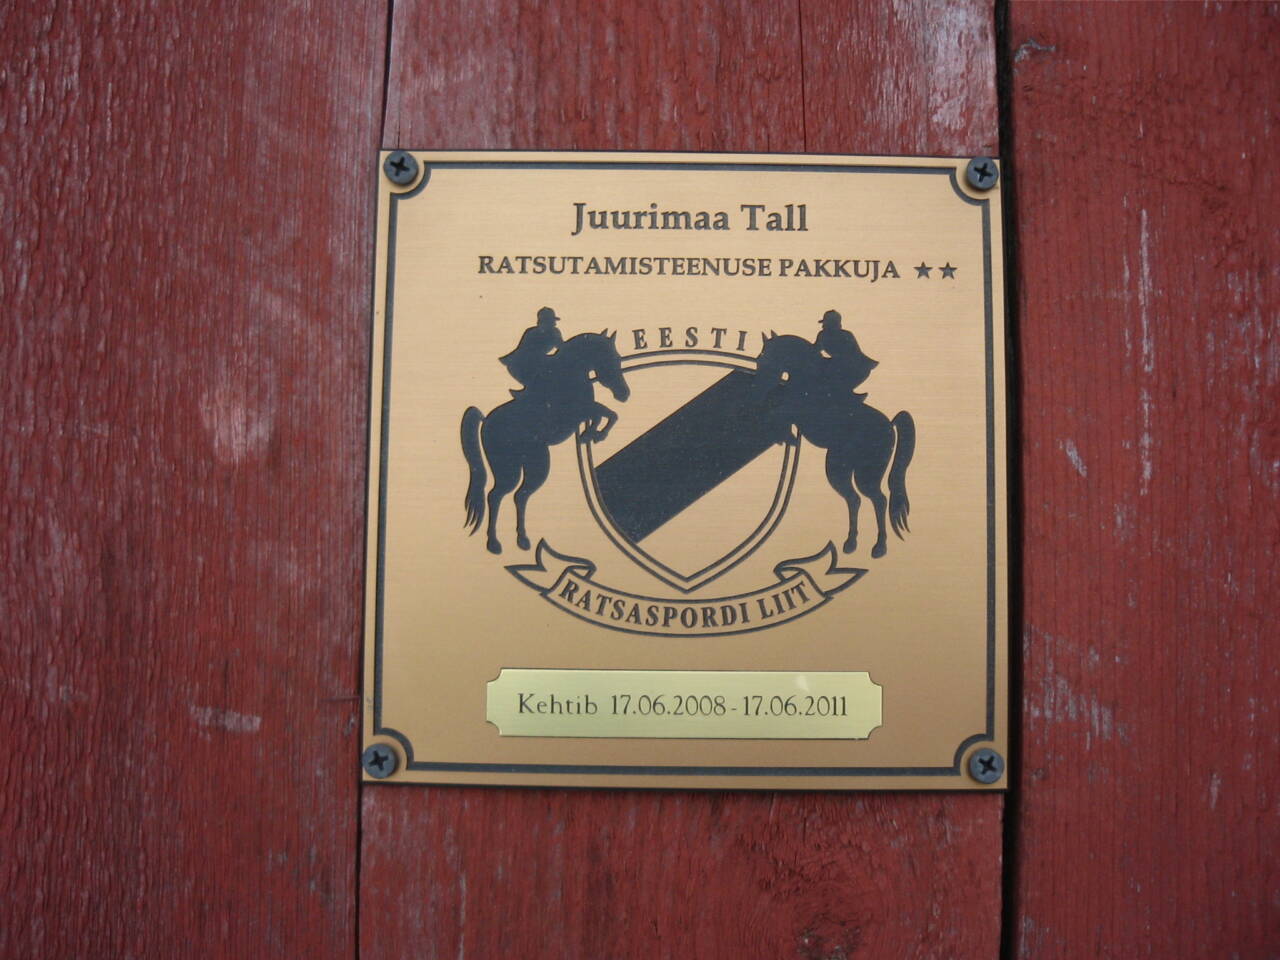 Juurimaa Tall
RATSUTAMISTEENUSE PAKKUJA ★★
EESTI
RATSASPORDI LIIT
Kehtib 17.06.2008-17.06.2011